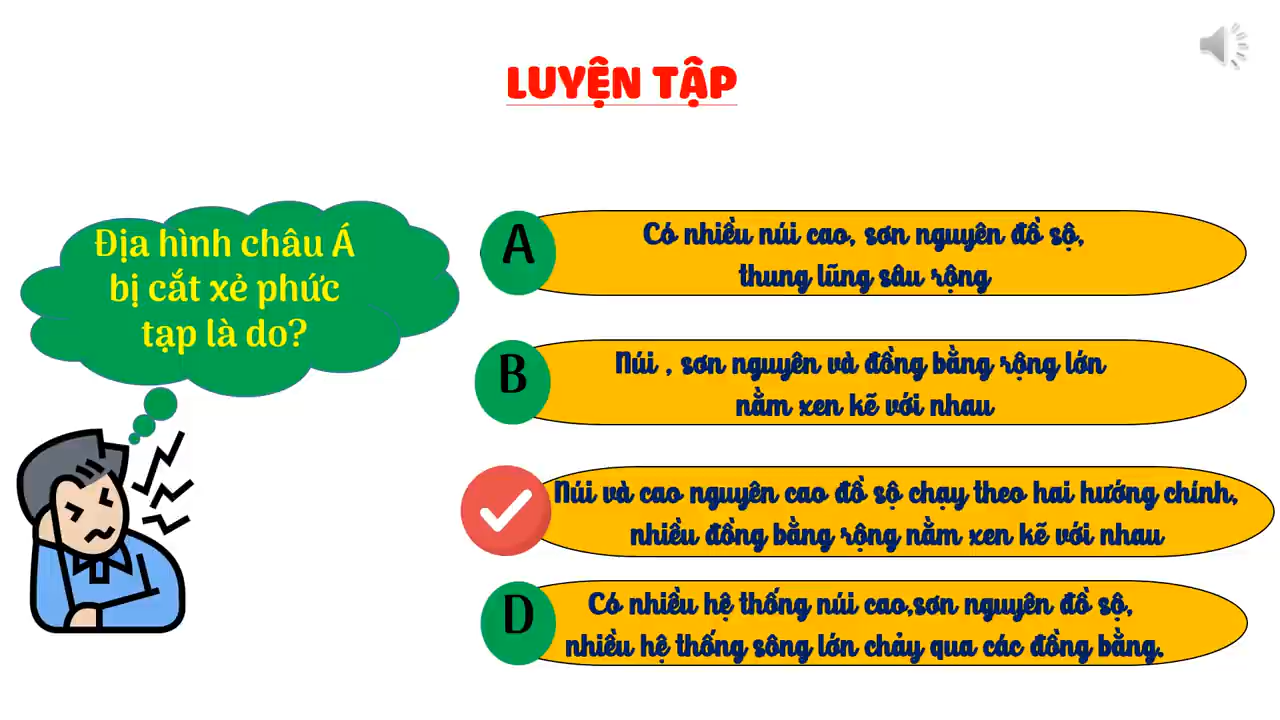 LUYỆN TẬP
Địa hình châu Á
bị cắt xẻ phức
tạp là do?
A
Có nhiều núi cao, sơn nguyên đồ sộ,
thung lũng sâu rộng
B
Núi , sơn nguyên và đồng bằng rộng lớn
nằm xen kẽ với nhau
Núi và cao nguyên cao đồ sộ chạy theo hai hướng chính,
nhiều đồng bằng rộng nằm xen kẽ với nhau
D
Có nhiều hệ thống núi cao,sơn nguyên đồ sộ,
nhiều hệ thống sông lớn chảy qua các đồng bằng.